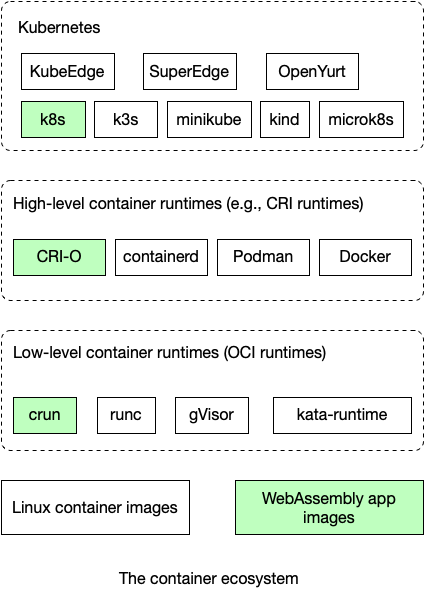 Kubernetes
KubeEdge
SuperEdge
OpenYurt
k8s
k3s
minikube
kind
microk8s
High-level container runtimes (e.g., CRI runtimes)
CRI-O
containerd
Podman
Docker
Low-level container runtimes (OCI runtimes)
crun
runc
gVisor
kata-runtime
Linux container images
WebAssembly app
images
The container ecosystem